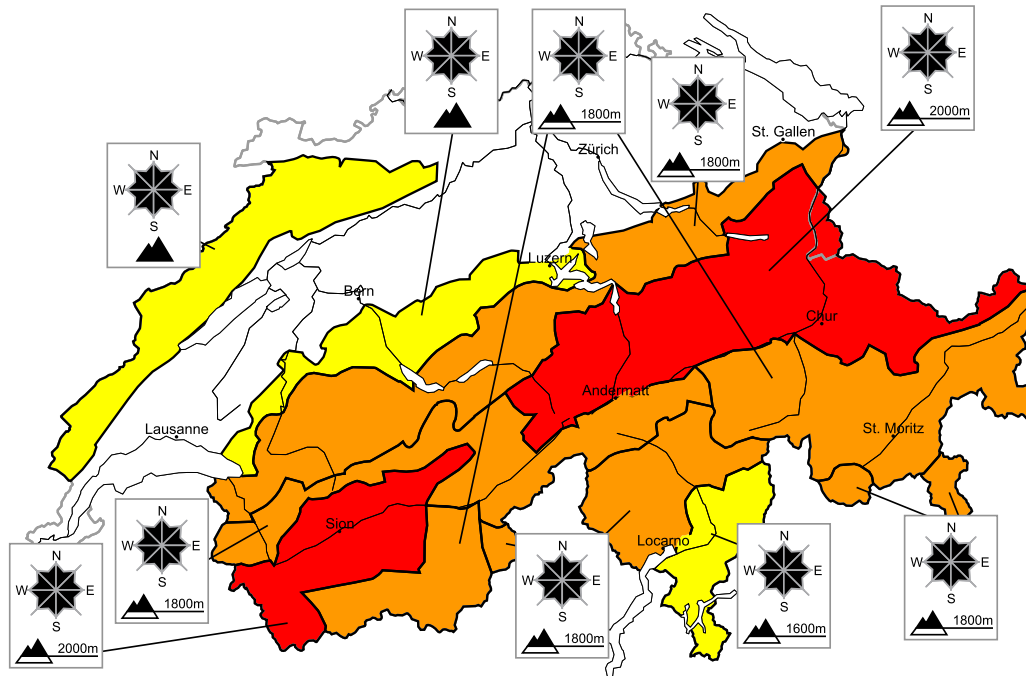 N
W E
S
N
W E
S
1800m
N
W E
S
1800m
N
W E
S
2000m
St. Gallen
Zürich
N
W E
S
Luzern
Bern
Chur
Andermatt
Lausanne
St. Moritz
Sion
Locarno
N
W E
S
1800m
N
W E
S
2000m
N
W E
S
1800m
N
W E
S
1600m
N
W E
S
1800m